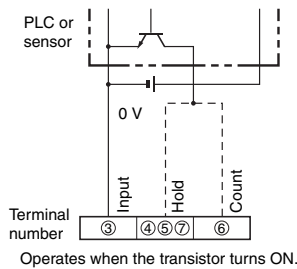 PLC or
sensor
0 V
Input
Hold
Count
Terminal
number
③ ④⑤⑦ ⑥
Operates when the transistor turns ON.